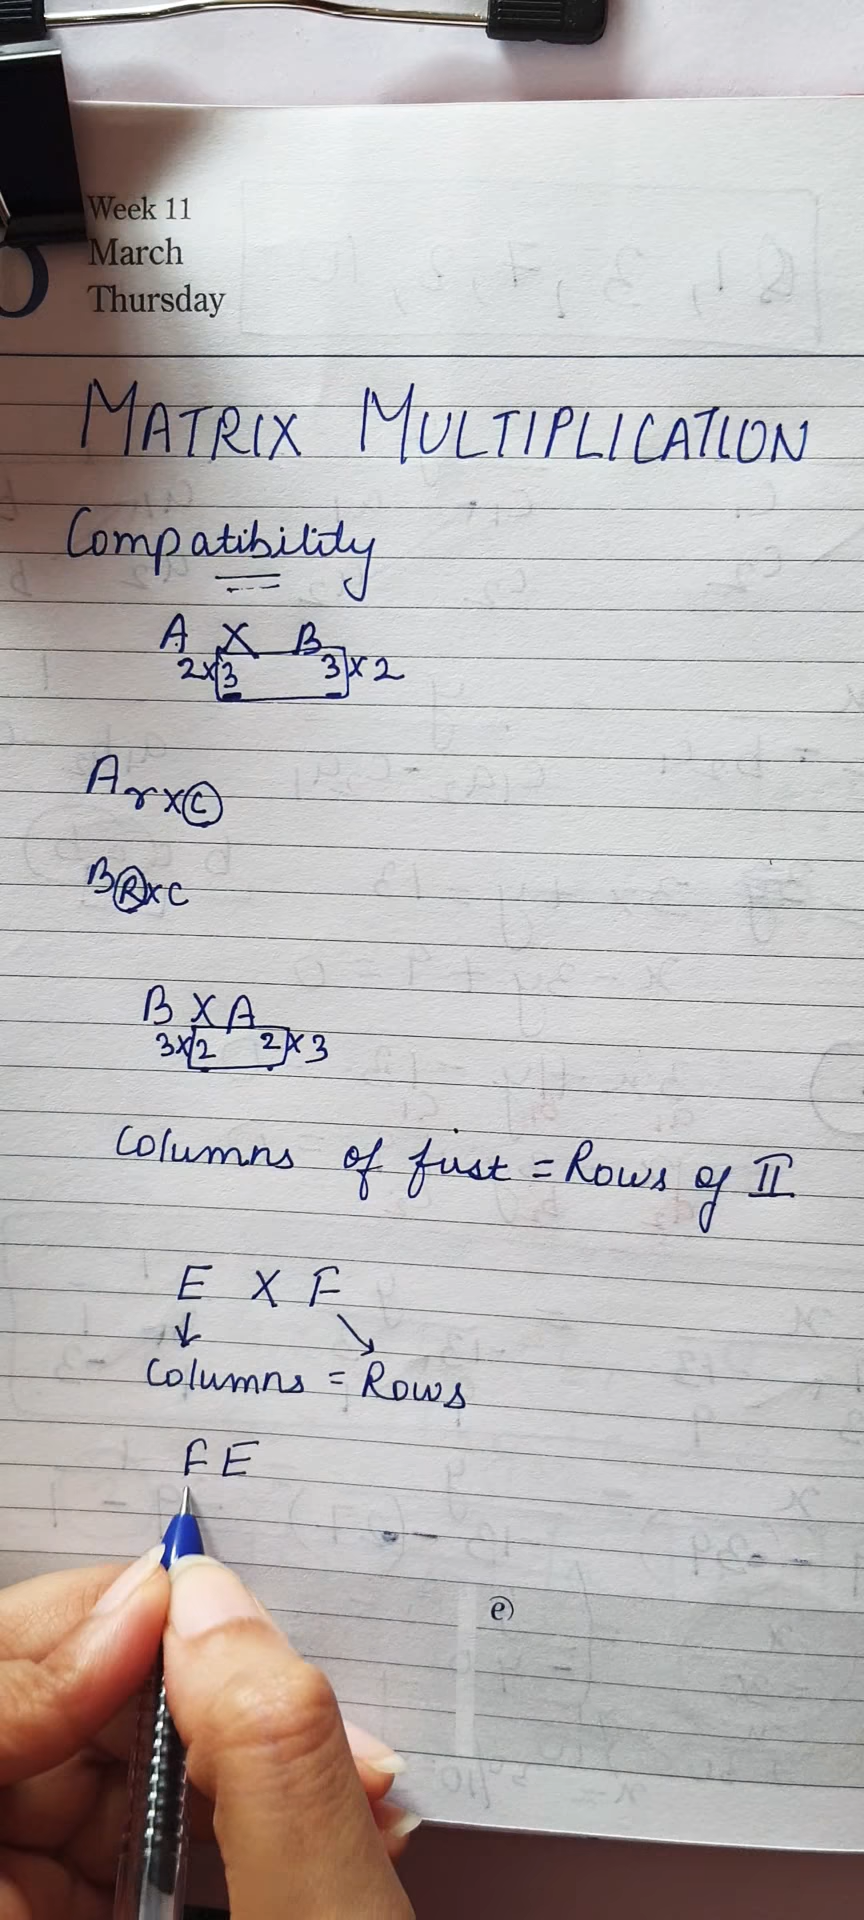 Week 11
March
Thursday
MATRIX MULTIPLICATION
Compatibility
A X B
2x3 3x2
Arxc
BRxC
B X A
3x2 2x3
Columns of first = Rows of II
E X F
↓ ↘
Columns = Rows
FE
e